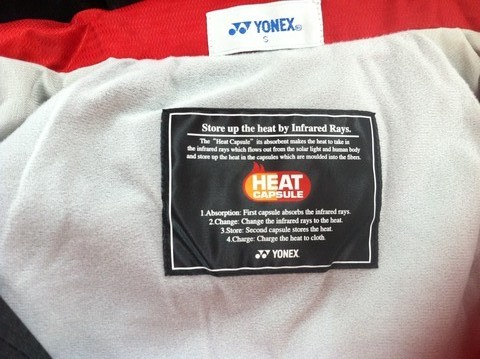 YONEX®
S
Store up the heat by Infrared Rays.
The "Heat Capsule" its absorbent makes the heat to take in
the infrared rays which flows out from the solar light and human body
and store up the heat in the capsules which are moulded into the fibers.
HEAT
CAPSULE
1.Absorption: First capsule absorbs the infrared rays.
2.Change: Change the infrared rays to the heat.
3.Store: Second capsule stores the heat.
4.Charge: Charge the heat to cloth.
YONEX